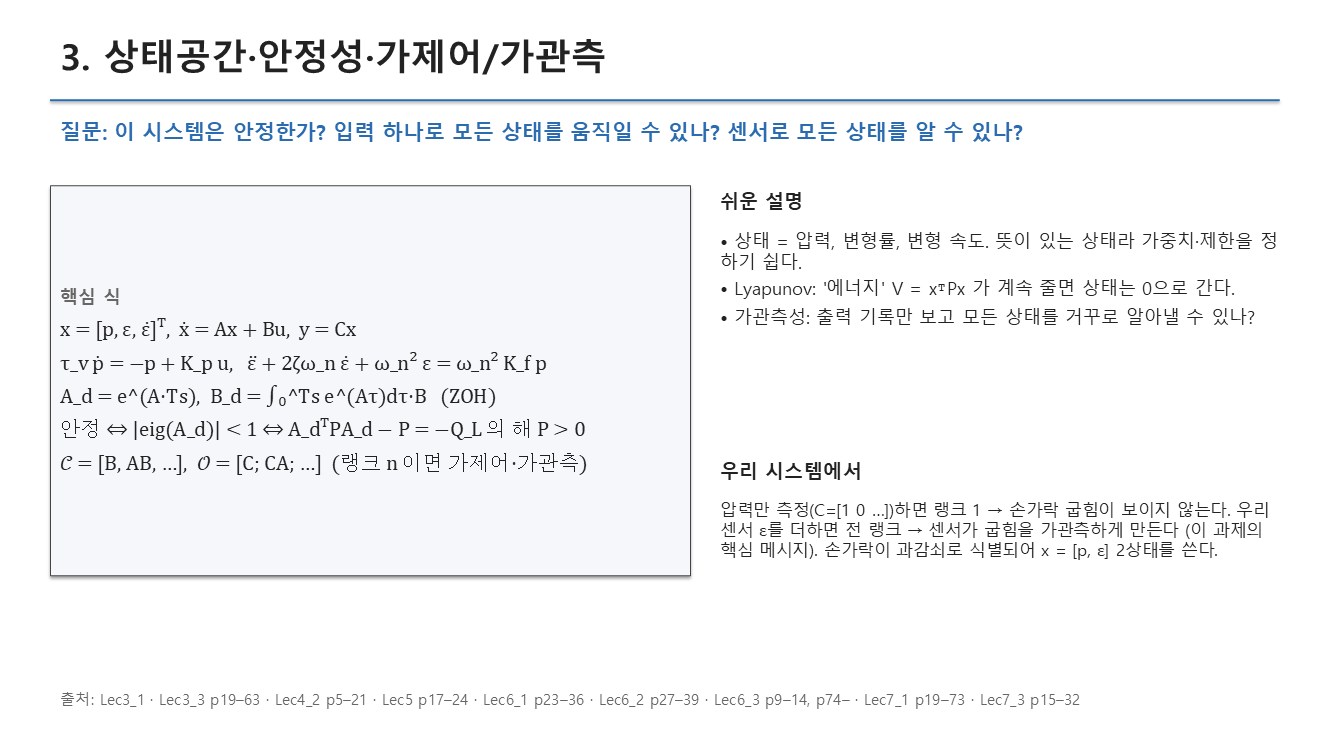 3. 상태공간·안정성·가제어/가관측
질문: 이 시스템은 안정한가? 입력 하나로 모든 상태를 움직일 수 있나? 센서로 모든 상태를 알 수 있나?
핵심 식
x = [p, ε, ε̇]ᵀ, ẋ = Ax + Bu, y = Cx
τ_v ṗ = −p + K_p u, ε̈ + 2ζω_n ε̇ + ω_n² ε = ω_n² K_f p
A_d = e^(A·Ts), B_d = ∫₀^Ts e^(Aτ)dτ·B (ZOH)
안정 ⇔ |eig(A_d)| < 1 ⇔ A_dᵀPA_d − P = −Q_L 의 해 P > 0
𝒞 = [B, AB, …], 𝒪 = [C; CA; …] (랭크 n 이면 가제어·가관측)
쉬운 설명
• 상태 = 압력, 변형률, 변형 속도. 뜻이 있는 상태라 가중치·제한을 정
하기 쉽다.
• Lyapunov: '에너지' V = xᵀPx 가 계속 줄면 상태는 0으로 간다.
• 가관측성: 출력 기록만 보고 모든 상태를 거꾸로 알아낼 수 있나?
우리 시스템에서
압력만 측정(C=[1 0 …])하면 랭크 1 → 손가락 굽힘이 보이지 않는다. 우리
센서 ε를 더하면 전 랭크 → 센서가 굽힘을 가관측하게 만든다 (이 과제의
핵심 메시지). 손가락이 과감쇠로 식별되어 x = [p, ε] 2상태를 쓴다.
출처: Lec3_1 · Lec3_3 p19–63 · Lec4_2 p5–21 · Lec5 p17–24 · Lec6_1 p23–36 · Lec6_2 p27–39 · Lec6_3 p9–14, p74– · Lec7_1 p19–73 · Lec7_3 p15–32